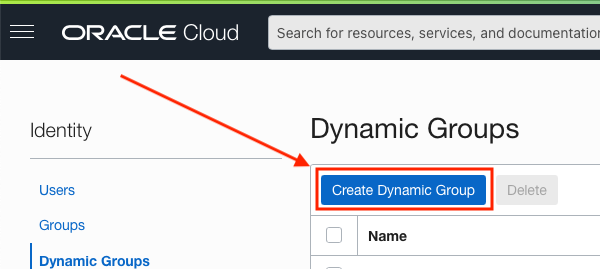 ORACLE Cloud
Search for resources, services, and documentation
Identity
Users
Groups
Dynamic Groups
Dynamic Groups
Create Dynamic Group
Delete
Name